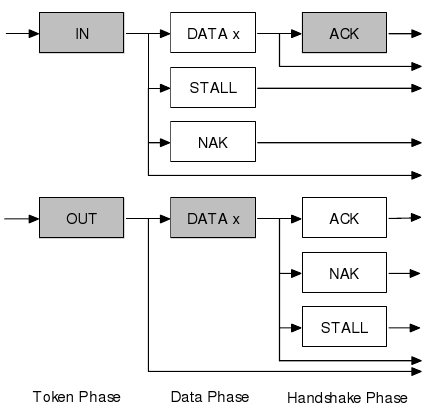 IN DATA x ACK
STALL
NAK
OUT DATA x ACK
NAK
STALL
Token Phase Data Phase Handshake Phase